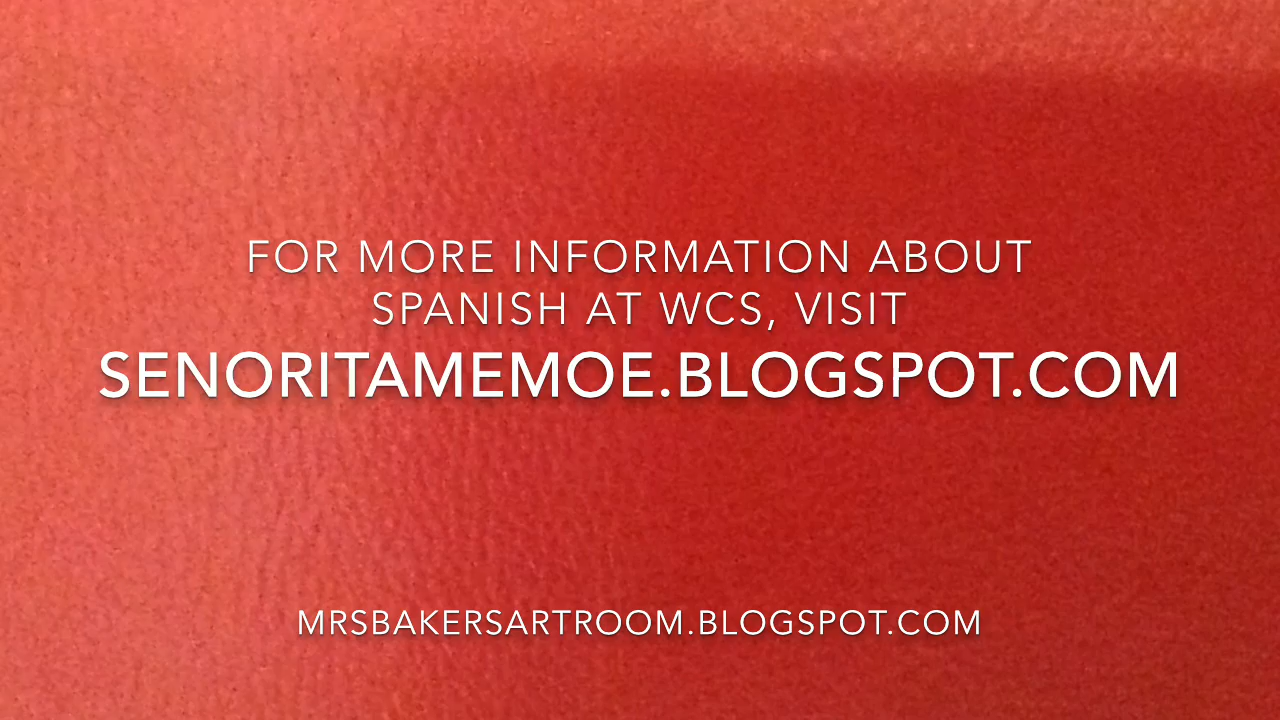 FOR MORE INFORMATION ABOUT
SPANISH AT WCS, VISIT
SENORITAMEMOE.BLOGSPOT.COM
MRSBAKERSARTROOM.BLOGSPOT.COM